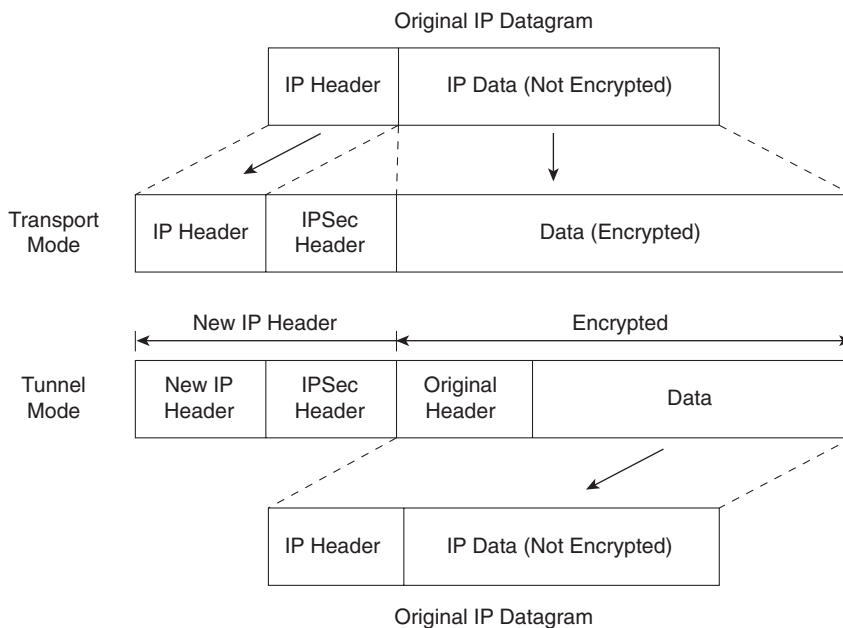 Original IP Datagram
IP Header
IP Data (Not Encrypted)
Transport
Mode
IP Header
IPSec
Header
Data (Encrypted)
New IP Header
Encrypted
Tunnel
Mode
New IP
Header
IPSec
Header
Original
Header
Data
IP Header
IP Data (Not Encrypted)
Original IP Datagram